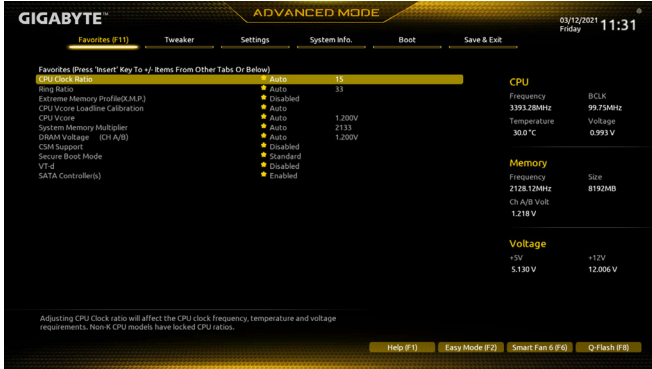 GIGABYTE™
ADVANCED MODE
03/12/2021
Friday
11:31
Favorites (F11) Tweaker Settings System Info. Boot Save & Exit
Favorites (Press 'Insert' Key To +/- Items From Other Tabs Or Below)
CPU Clock Ratio Auto 15
Ring Ratio Auto 33
Extreme Memory Profile(X.M.P.) Disabled
CPU Vcore Loadline Calibration Auto
CPU Vcore Auto 1.200V
System Memory Multiplier Auto 2133
DRAM Voltage (CH A/B) Auto 1.200V
CSM Support Disabled
Secure Boot Mode Standard
VT-d Disabled
SATA Controller(s) Enabled
CPU
Frequency BCLK
3393.28MHz 99.75MHz
Temperature Voltage
30.0 °C 0.993 V
Memory
Frequency Size
2128.12MHz 8192MB
Ch A/B Volt
1.218 V
Voltage
+5V +12V
5.130 V 12.006 V
Adjusting CPU Clock ratio will affect the CPU clock frequency, temperature and voltage
requirements. Non-K CPU models have locked CPU ratios.
Help (F1) Easy Mode (F2) Smart Fan 6 (F6) Q-Flash (F8)